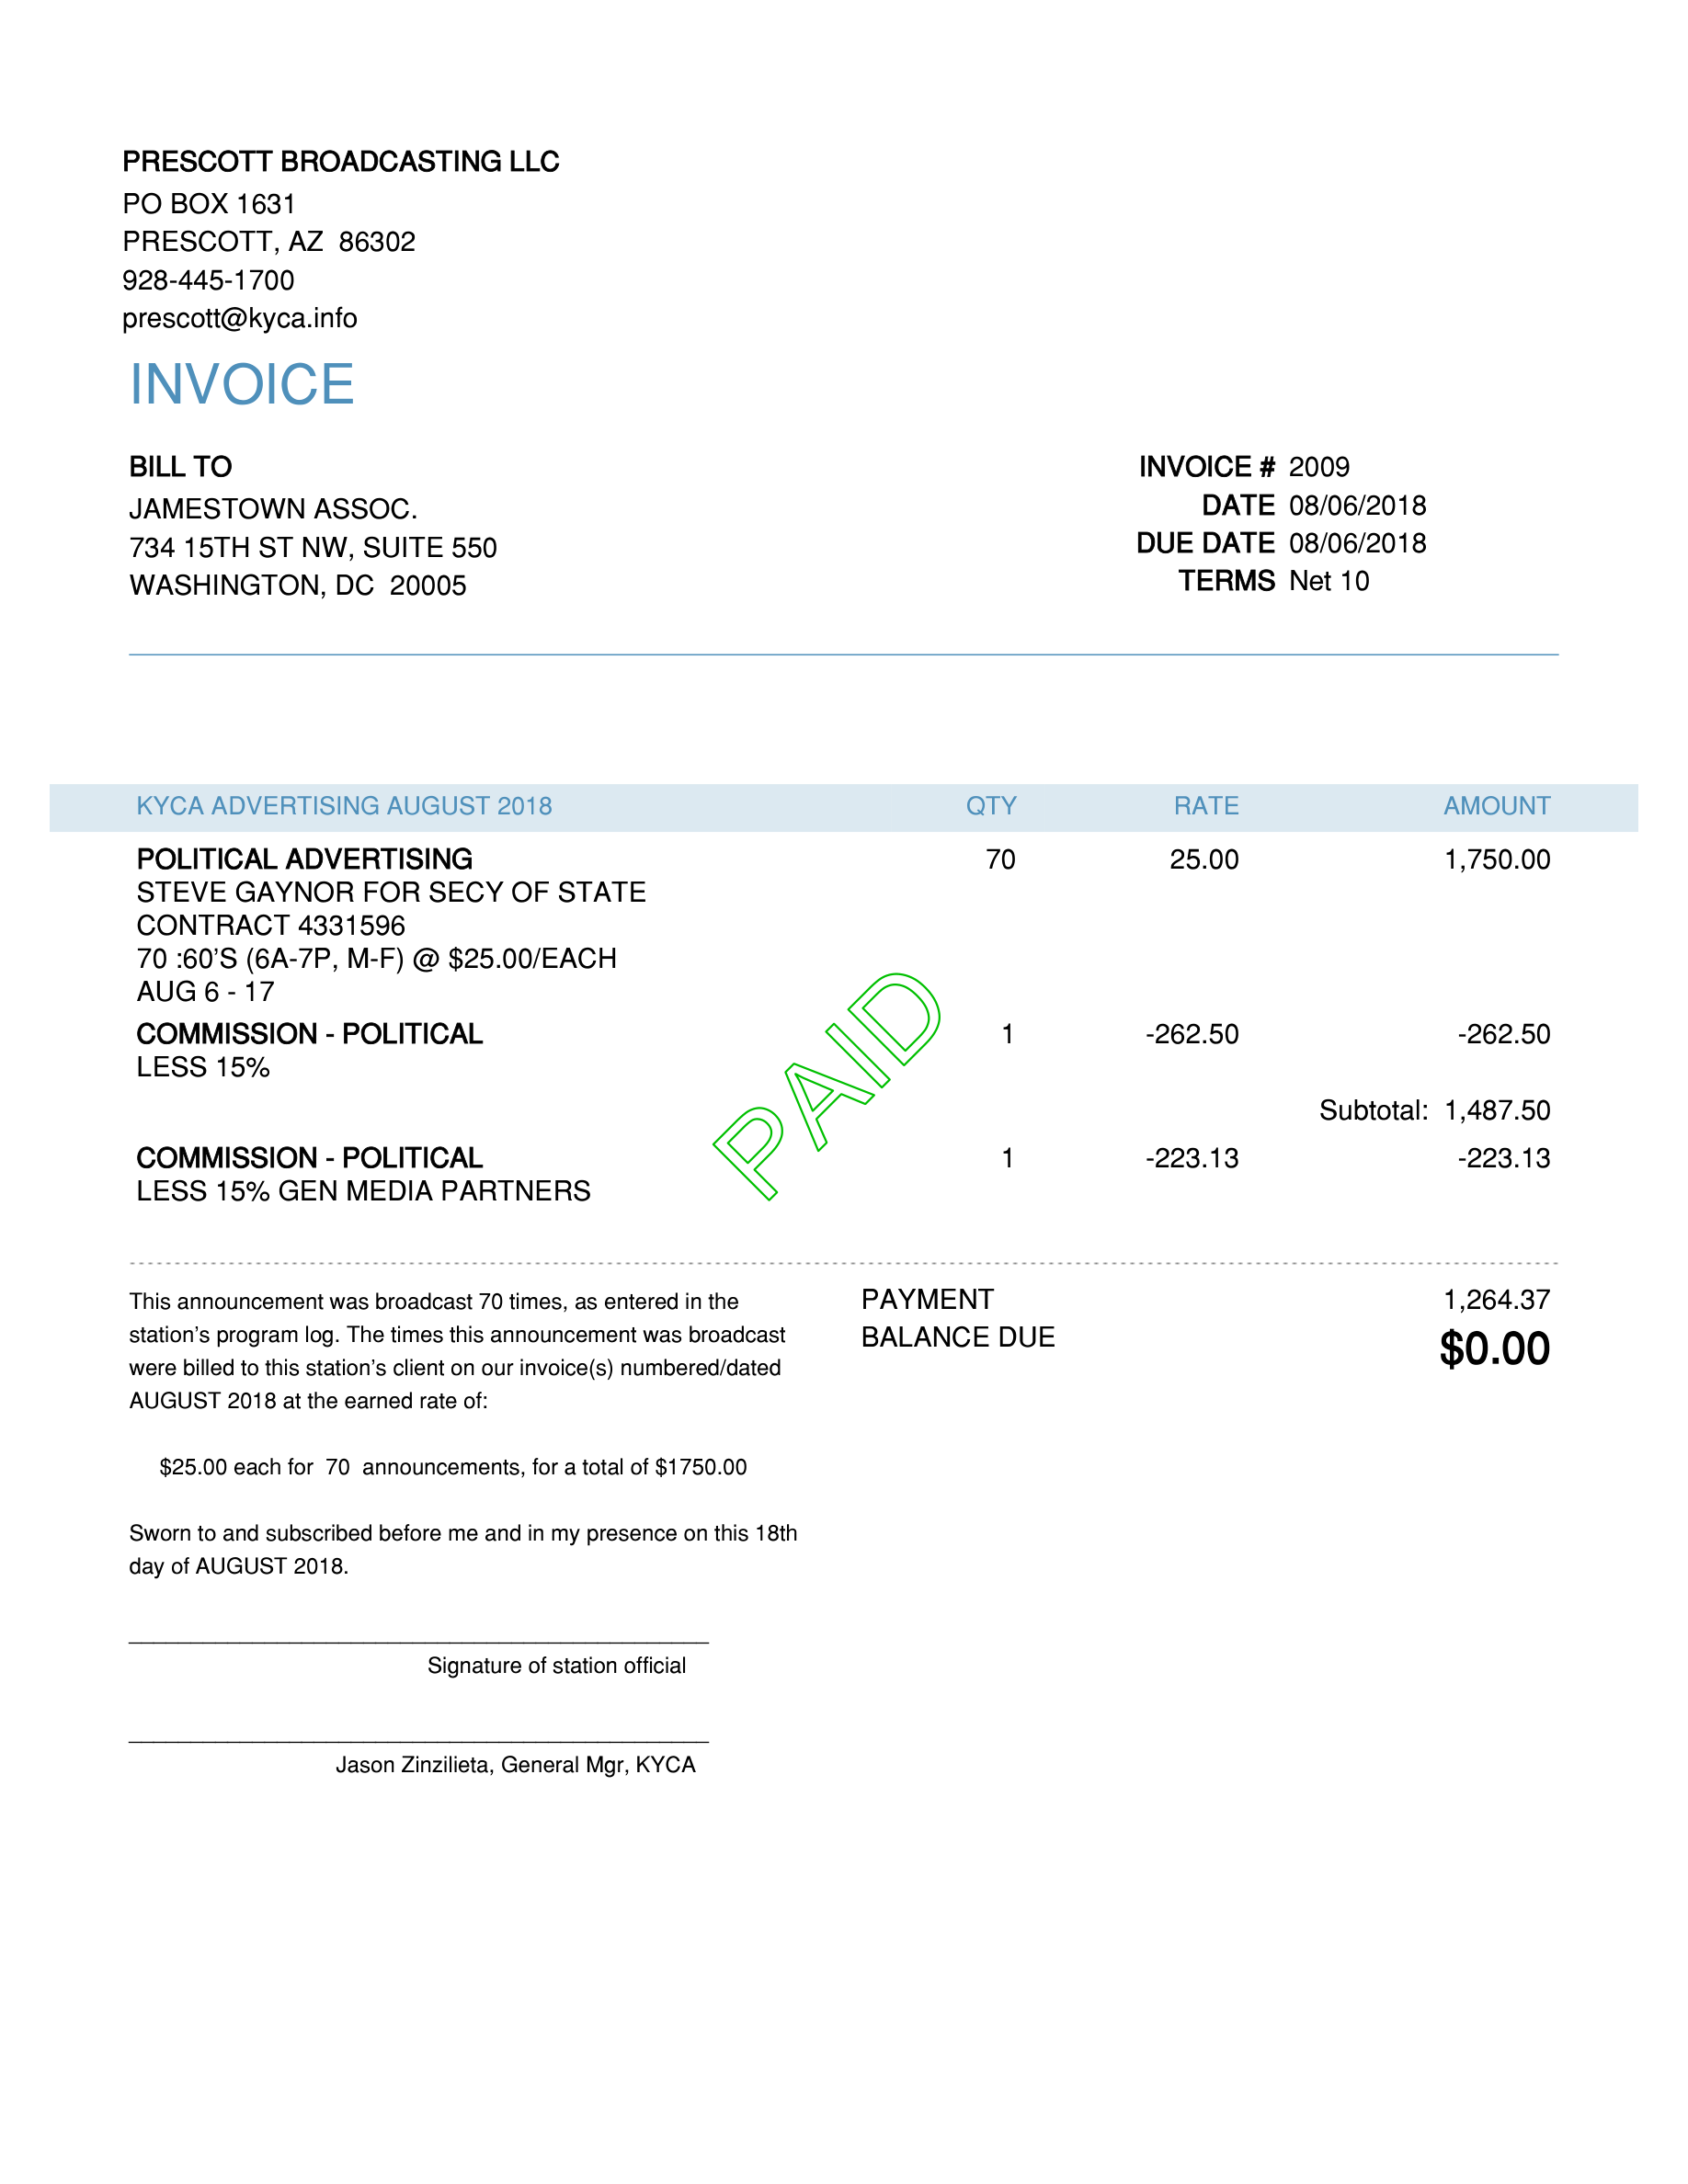 PRESCOTT BROADCASTING LLC
PO BOX 1631
PRESCOTT, AZ  86302
928-445-1700
prescott@kyca.info
INVOICE
BILL TO
JAMESTOWN ASSOC.
734 15TH ST NW, SUITE 550
WASHINGTON, DC  20005
INVOICE # 2009
DATE 08/06/2018
DUE DATE 08/06/2018
TERMS Net 10
KYCA ADVERTISING AUGUST 2018 QTY RATE AMOUNT
POLITICAL ADVERTISING 70 25.00 1,750.00
STEVE GAYNOR FOR SECY OF STATE
CONTRACT 4331596
70 :60’S (6A-7P, M-F) @ $25.00/EACH
AUG 6 - 17
COMMISSION - POLITICAL 1 -262.50 -262.50
LESS 15%
Subtotal: 1,487.50
COMMISSION - POLITICAL 1 -223.13 -223.13
LESS 15% GEN MEDIA PARTNERS
PAID
This announcement was broadcast 70 times, as entered in the
station’s program log. The times this announcement was broadcast
were billed to this station’s client on our invoice(s) numbered/dated
AUGUST 2018 at the earned rate of:
$25.00 each for  70  announcements, for a total of $1750.00
Sworn to and subscribed before me and in my presence on this 18th
day of AUGUST 2018.
Signature of station official
Jason Zinzilieta, General Mgr, KYCA
PAYMENT 1,264.37
BALANCE DUE $0.00